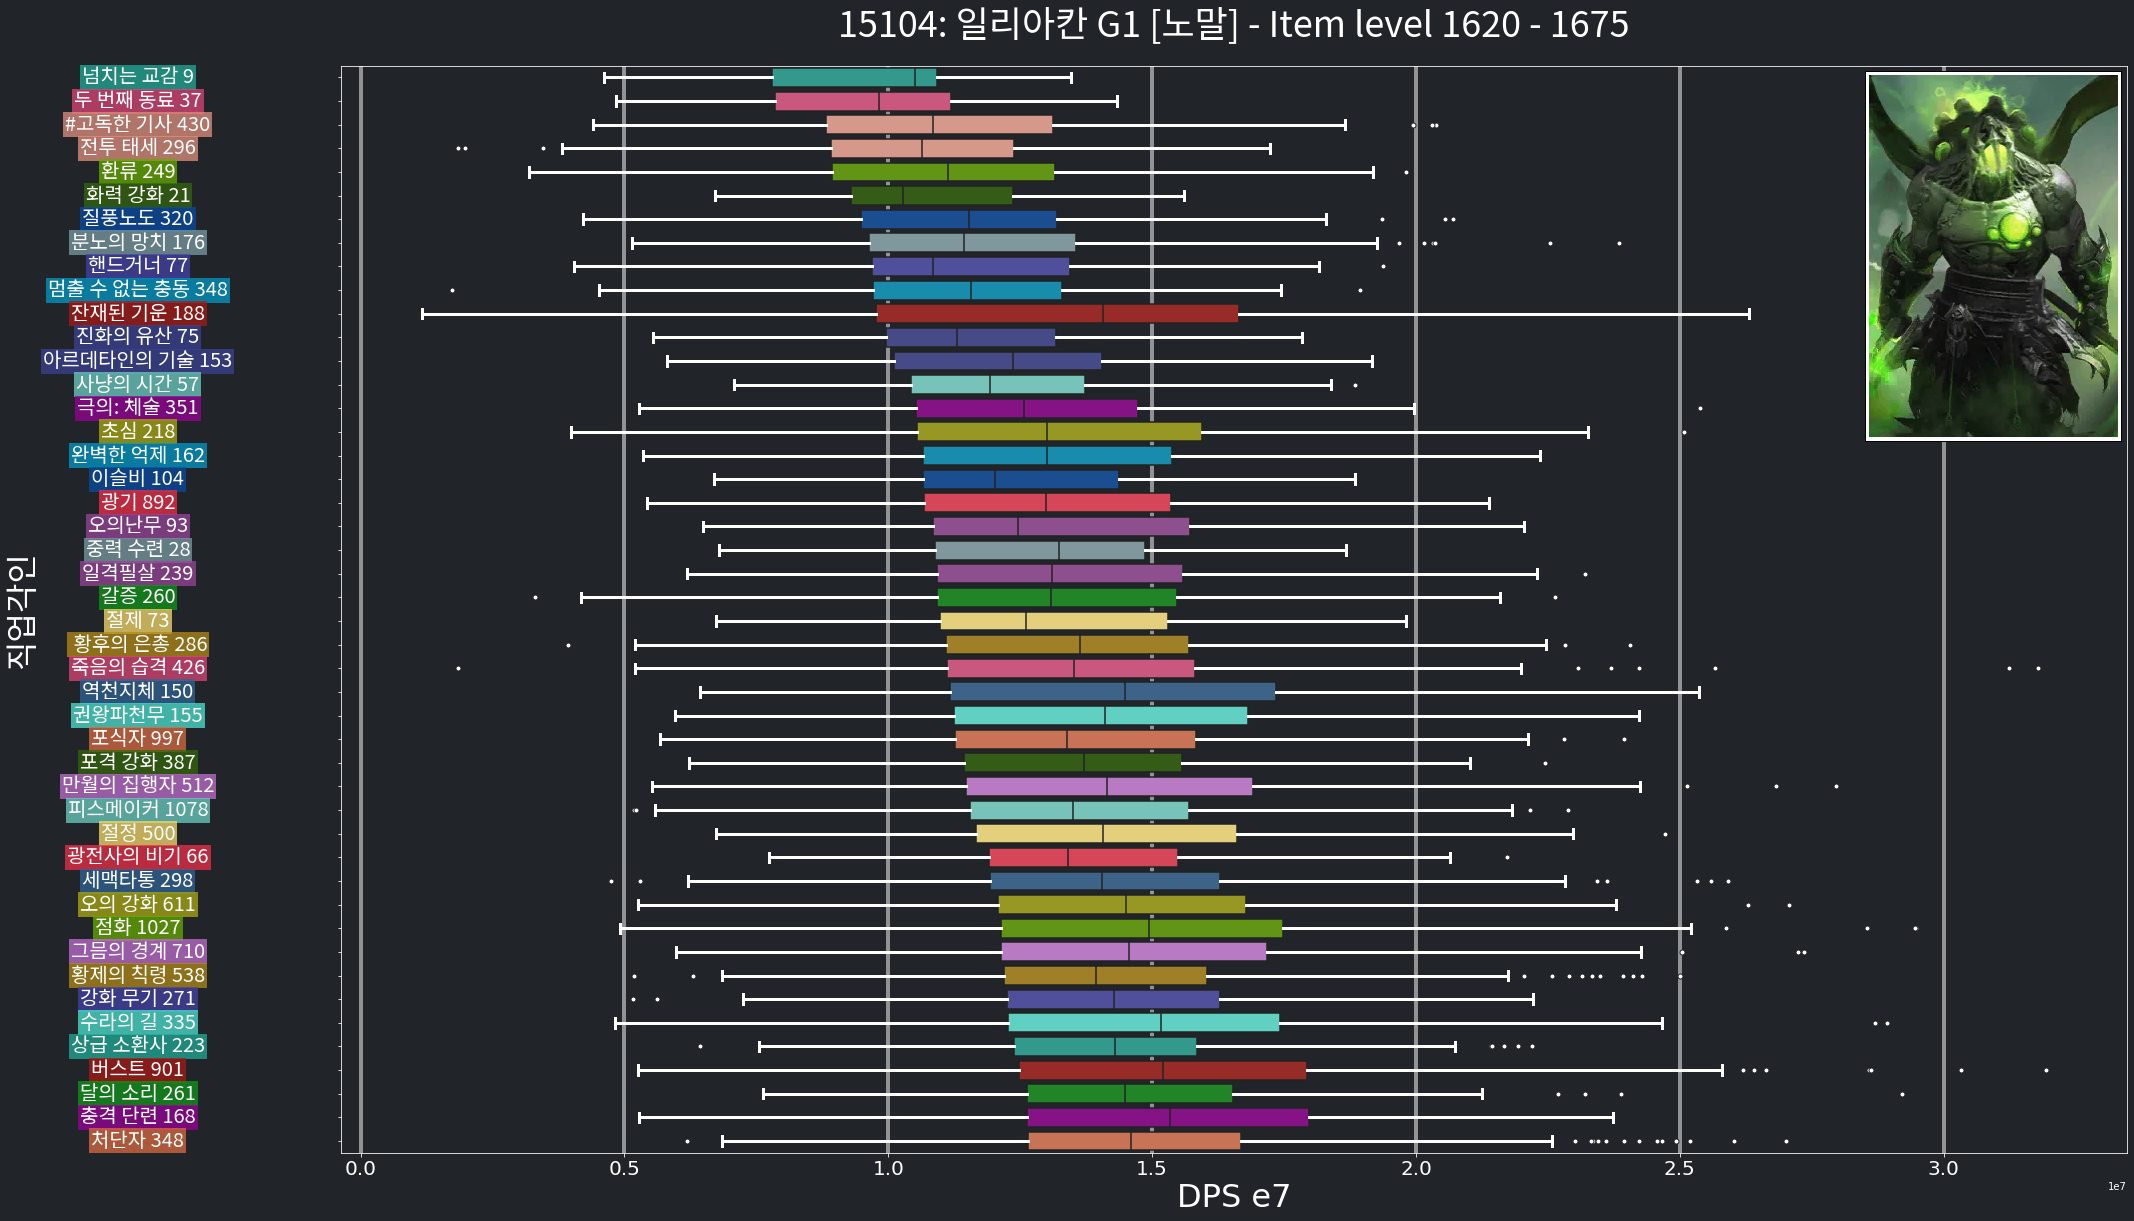 15104: 일리아칸 G1 [노말] - Item level 1620 - 1675
넘치는 교감 9
두 번째 동료 37
#고독한 기사 430
전투 태세 296
환류 249
화력 강화 21
질풍노도 320
분노의 망치 176
핸드거너 77
멈출 수 없는 충동 348
잔재된 기운 188
진화의 유산 75
아르데타인의 기술 153
사냥의 시간 57
극의: 체술 351
초심 218
완벽한 억제 162
이슬비 104
광기 892
오의난무 93
중력 수련 28
일격필살 239
갈증 260
절제 73
황후의 은총 286
죽음의 습격 426
역천지체 150
권왕파천무 155
포식자 997
포격 강화 387
만월의 집행자 512
피스메이커 1078
절정 500
광전사의 비기 66
세맥타통 298
오의 강화 611
점화 1027
그믐의 경계 710
황제의 칙령 538
강화 무기 271
수라의 길 335
상급 소환사 223
버스트 901
달의 소리 261
충격 단련 168
처단자 348
직업각인
0.0 0.5 1.0 1.5 2.0 2.5 3.0
DPS e7
1e7